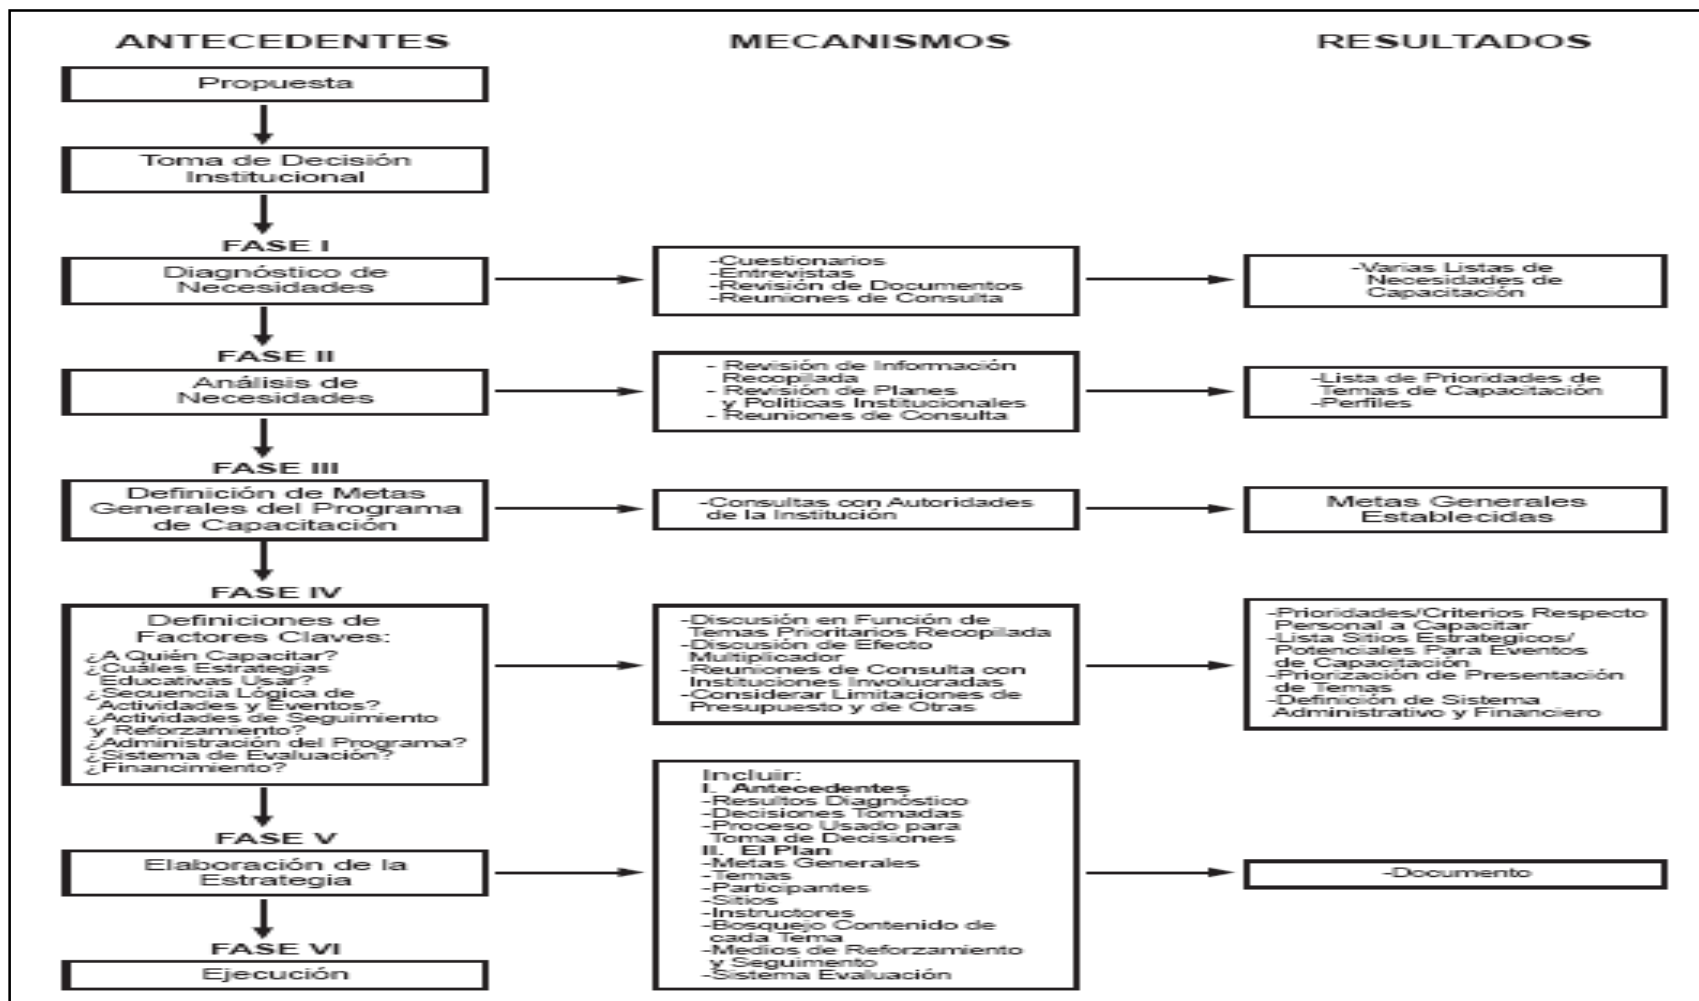 ANTECEDENTES
MECANISMOS
RESULTADOS
Propuesta
Toma de Decisión
Institucional
FASE I
Diagnóstico de
Necesidades
-Cuestionarios
-Entrevistas
-Revisión de Documentos
-Reuniones de Consulta
-Varias Listas de
Necesidades de
Capacitación
FASE II
Análisis de
Necesidades
- Revisión de Información
Recopilada
- Revisión de Planes
y Politicas Institucionales
- Reuniones de Consulta
-Lista de Prioridades de
Temas de Capacitación
-Perfiles
FASE III
Definición de Metas
Generales del Programa
de Capacitación
-Consultas con Autoridades
de la Institución
Metas Generales
Establecidas
FASE IV
Definiciones de
Factores Claves:
¿A Quién Capacitar?
¿Cuáles Estrategias
Educativas Usar?
¿Secuencia Lógica de
Actividades y Eventos?
¿Actividades de Seguimiento
y Reforzamiento?
¿Administración del Programa?
¿Sistema de Evaluación?
¿Financimiento?
-Discusión en Función de
Temas Prioritarios Recopilada
-Discusión de Efecto
Multiplicador
-Reuniones de Consulta con
Instituciones Involucradas
-Considerar Limitaciones de
Presupuesto y de Otras
-Prioridades/Criterios Respecto
Personal a Capacitar
-Lista Sitios Estrategicos/
Potenciales Para Eventos
de Capacitación
-Priorización de Presentación
de Temas
-Definición de Sistema
Administrativo y Financiero
FASE V
Elaboración de la
Estrategia
Incluir:
I. Antecedentes
-Resultos Diagnóstico
-Decisiones Tomadas
-Proceso Usado para
Toma de Decisiones
II. El Plan
-Metas Generales
-Temas
-Participantes
-Sitios
-Instructores
-Bosquejo Contenido de
cada Tema
-Medios de Reforzamiento
y Seguimento
-Sistema Evaluación
-Documento
FASE VI
Ejecución